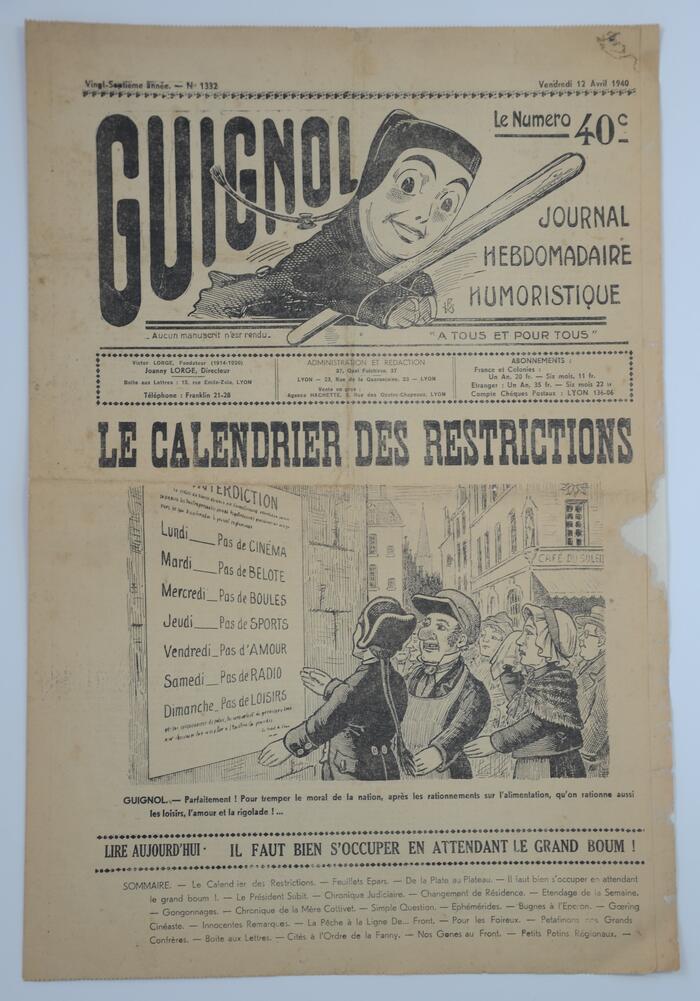 Vingt-Septième année. — N° 1332
Vendredi 12 Avril 1940
GUIGNOL
Le Numero 40c
JOURNAL
HEBDOMADAIRE
HUMORISTIQUE
Aucun manuscrit n'est rendu.
"A TOUS ET POUR TOUS"
Victor LORGE, Fondateur (1914-1920)
Joanny LORGE, Directeur
Boîte aux Lettres : 15, rue Emile-Zola, LYON
Téléphone : Franklin 21-28
ADMINISTRATION ET REDACTION
37, Quai Fulchiron, 37
LYON — 23, Rue de la Quarantaine, 23 — LYON
Vente en gros :
Agence HACHETTE, 5, Rue des Quatre-Chapeaux, LYON
ABONNEMENTS :
France et Colonies :
Un An, 20 fr. — Six mois, 11 fr.
Etranger : Un An, 35 fr. — Six mois 22 fr
Compte Chèques Postaux : LYON 136-06
LE CALENDRIER DES RESTRICTIONS
INTERDICTION
Lundi ___ Pas de CINÉMA
Mardi ___ Pas de BELOTE
Mercredi _ Pas de BOULES
Jeudi ___ Pas de SPORTS
Vendredi _ Pas d'AMOUR
Samedi __ Pas de RADIO
Dimanche _ Pas de LOISIRS
CAFÉ DU SOLEIL
GUIGNOL. — Parfaitement ! Pour tremper le moral de la nation, après les rationnements sur l'alimentation, qu'on rationne aussi
les loisirs, l'amour et la rigolade !...
LIRE AUJOURD'HUI · IL FAUT BIEN S'OCCUPER EN ATTENDANT LE GRAND BOUM !
SOMMAIRE. — Le Calendrier des Restrictions. — Feuillets Epars. — De la Plate au Plateau. — Il faut bien s'occuper en attendant
le grand boum !. — Le Président Subit. — Chronique Judiciaire. — Changement de Résidence. — Etendage de la Semaine.
— Gongonnages. — Chronique de la Mère Cottivet. — Simple Question. — Ephémérides. — Bugnes à l'Eperon. — Gœring
Cinéaste. — Innocentes Remarques. — La Pêche à la Ligne De... Front. — Pour les Foireux. — Petafinons nos Grands
Confrères. — Boite aux Lettres. — Cités à l'Ordre de la Fanny. — Nos Gones au Front. — Petits Potins Régionaux. —